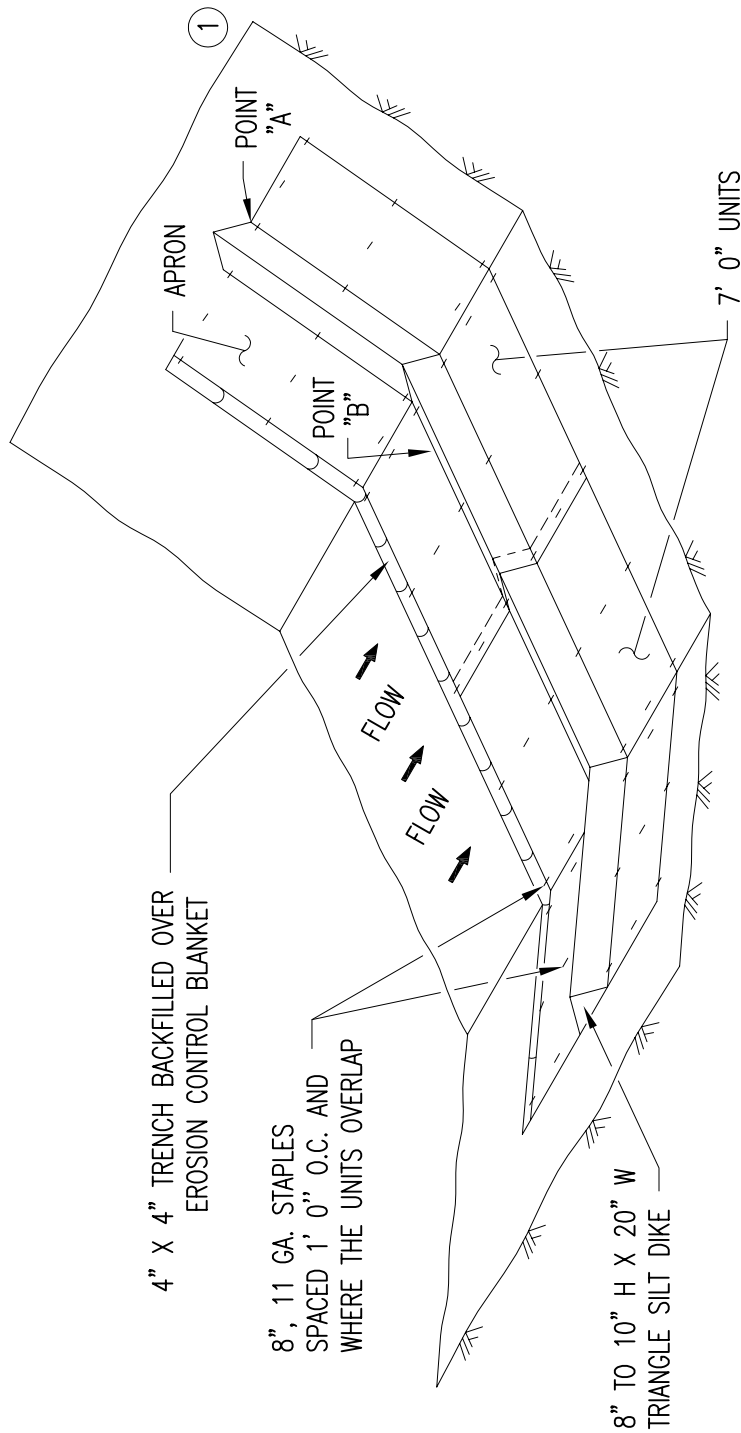 4" X 4" TRENCH BACKFILLED OVER
EROSION CONTROL BLANKET
8", 11 GA. STAPLES
SPACED 1' 0" O.C. AND
WHERE THE UNITS OVERLAP
8" TO 10" H X 20" W
TRIANGLE SILT DIKE
FLOW
FLOW
POINT
"B"
APRON
POINT
"A"
1
7' 0" UNITS